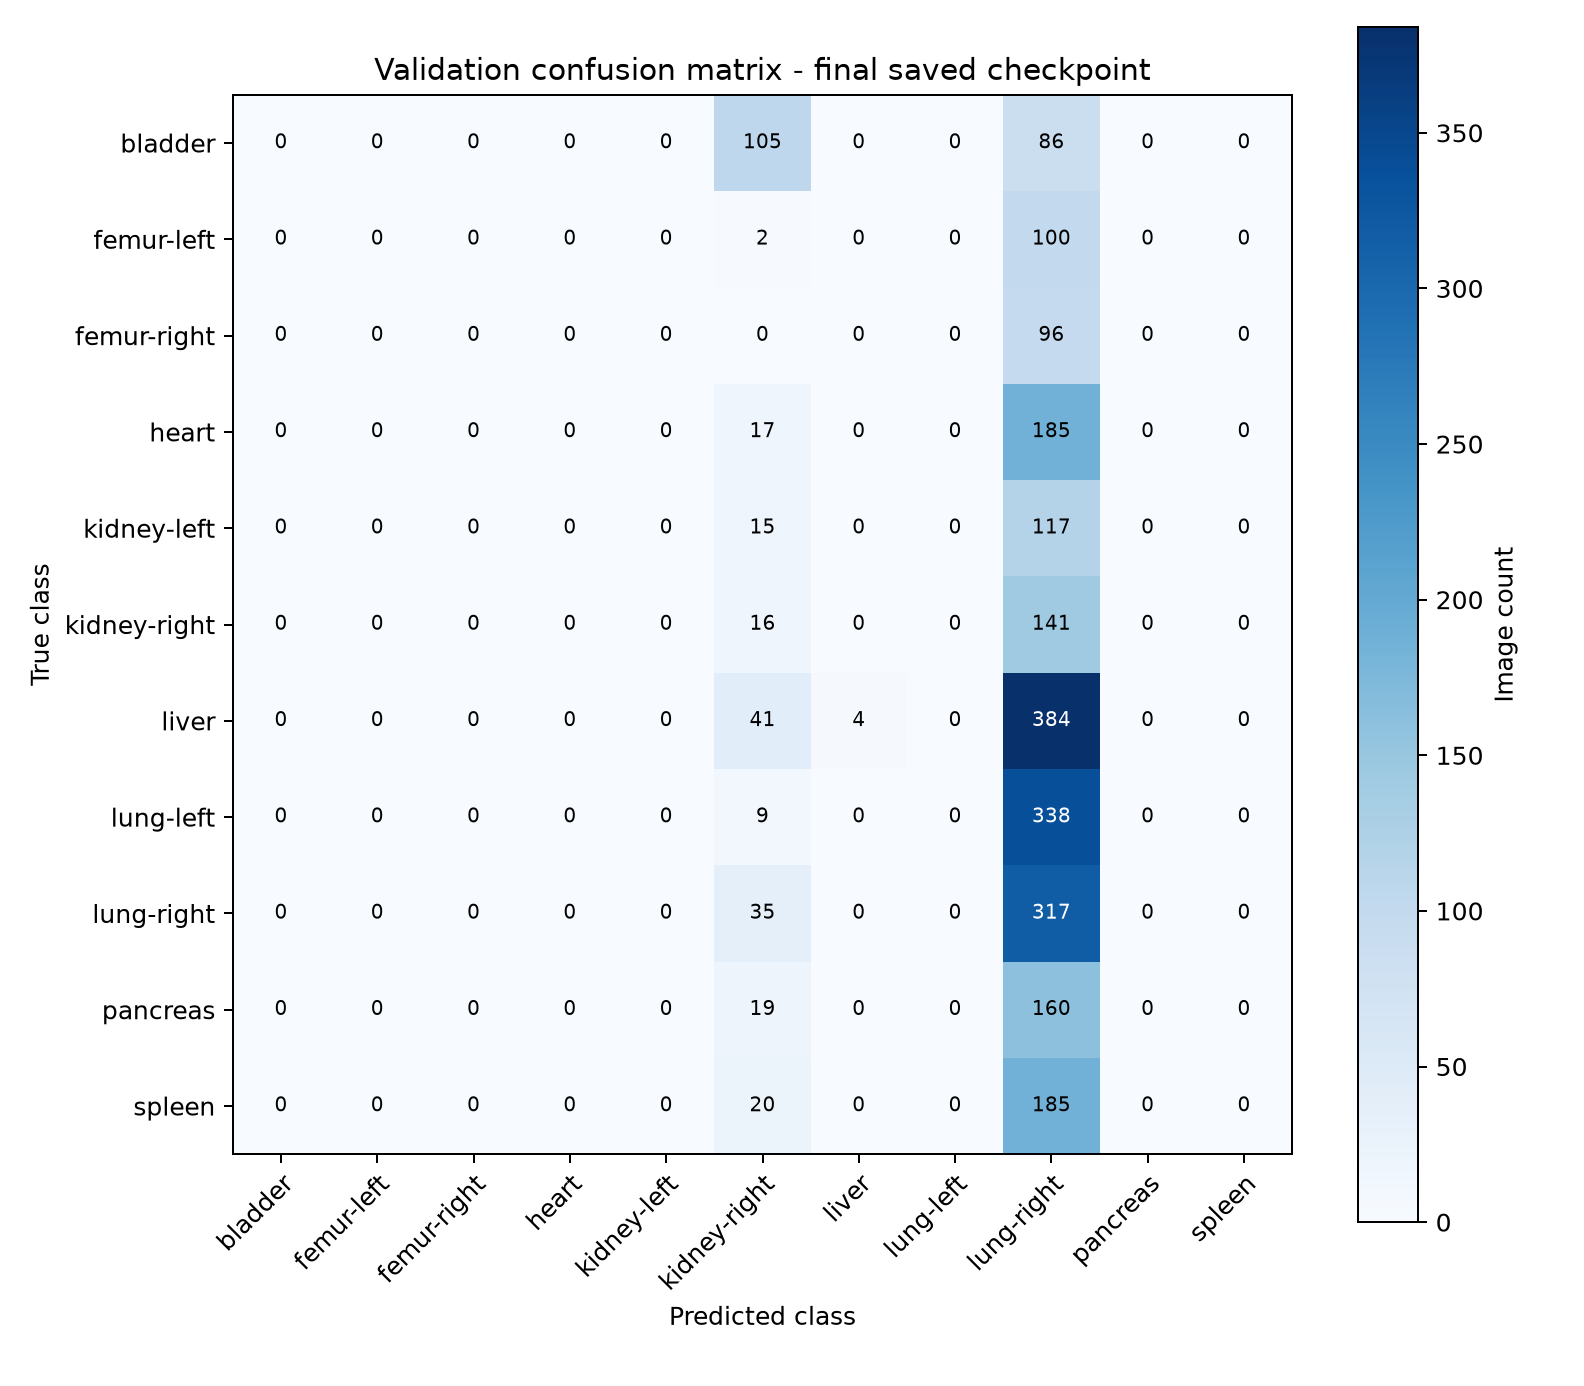 Validation confusion matrix - final saved checkpoint
bladder 0 0 0 0 0 105 0 0 86 0 0
femur-left 0 0 0 0 0 2 0 0 100 0 0
femur-right 0 0 0 0 0 0 0 0 96 0 0
heart 0 0 0 0 0 17 0 0 185 0 0
kidney-left 0 0 0 0 0 15 0 0 117 0 0
kidney-right 0 0 0 0 0 16 0 0 141 0 0
liver 0 0 0 0 0 41 4 0 384 0 0
lung-left 0 0 0 0 0 9 0 0 338 0 0
lung-right 0 0 0 0 0 35 0 0 317 0 0
pancreas 0 0 0 0 0 19 0 0 160 0 0
spleen 0 0 0 0 0 20 0 0 185 0 0
True class
bladder femur-left femur-right heart kidney-left kidney-right liver lung-left lung-right pancreas spleen
Predicted class
350
300
250
200
150
100
50
0
Image count